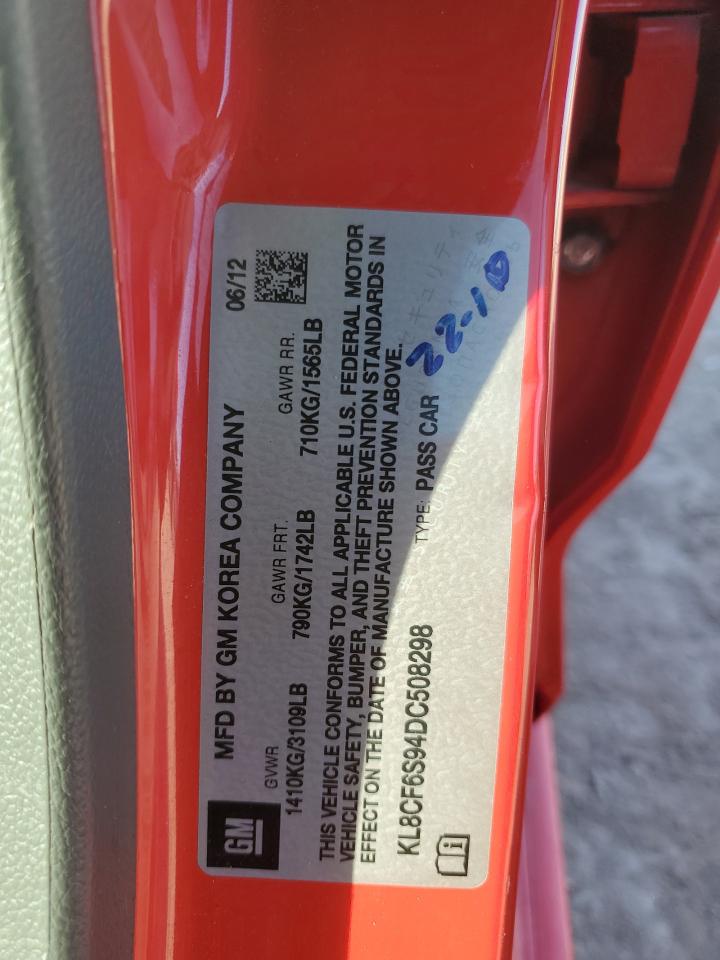 GM
MFD BY GM KOREA COMPANY 06/12
GVWR GAWR FRT. GAWR RR.
1410KG/3109LB 790KG/1742LB 710KG/1565LB
THIS VEHICLE CONFORMS TO ALL APPLICABLE U.S. FEDERAL MOTOR
VEHICLE SAFETY, BUMPER, AND THEFT PREVENTION STANDARDS IN
EFFECT ON THE DATE OF MANUFACTURE SHOWN ABOVE.
KL8CF6S94DC508298 TYPE: PASS CAR
22-10